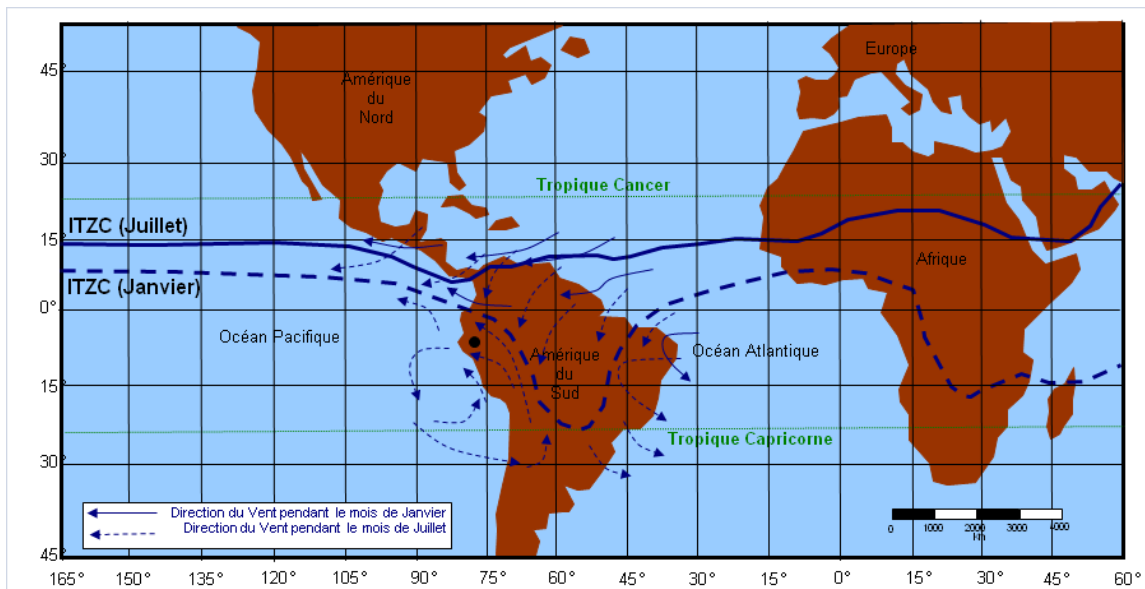 Europe
Amérique
du
Nord
45°
30°
Tropique Cancer
ITZC (Juillet)
15°
Afrique
ITZC (Janvier)
0°
Océan Pacifique
Océan Atlantique
Amérique
du
Sud
15°
Tropique Capricorne
30°
Direction du Vent pendant le mois de Janvier
Direction du Vent pendant le mois de Juillet
0 1000 2000 3000 4000
km
45°
165° 150° 135° 120° 105° 90° 75° 60° 45° 30° 15° 0° 15° 30° 45° 60°